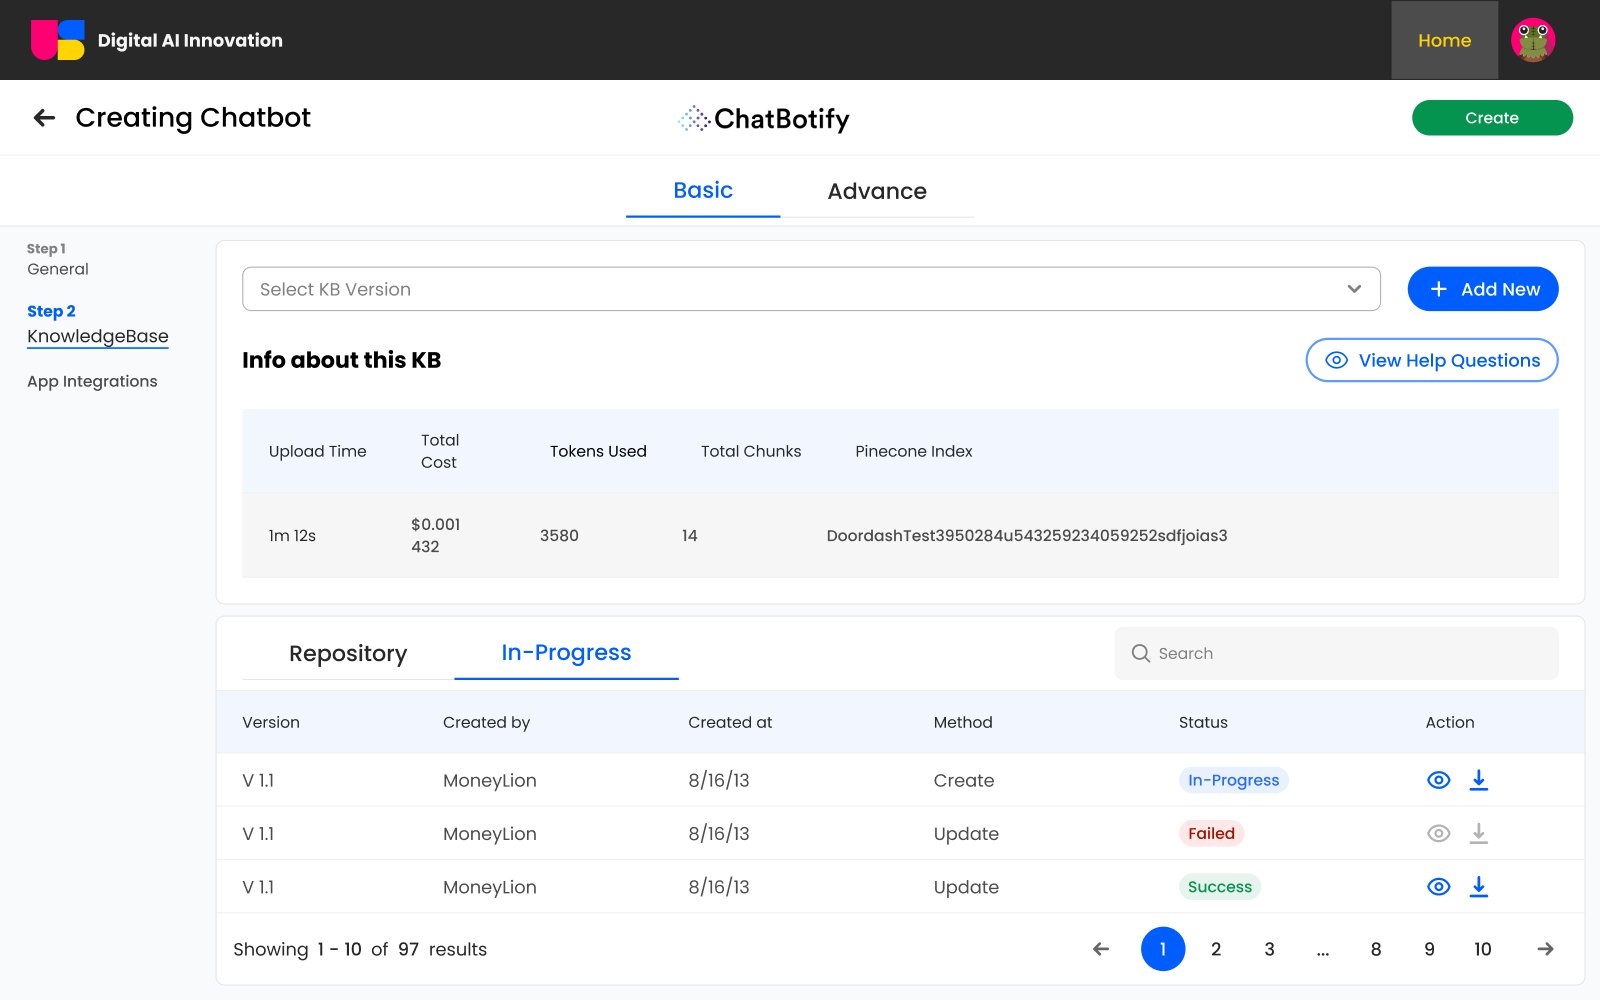 Digital AI Innovation
Home
Creating Chatbot
ChatBotify
Create
Basic
Advance
Step 1
General
Step 2
KnowledgeBase
App Integrations
Select KB Version
Add New
Info about this KB
View Help Questions
Upload Time
Total
Cost
Tokens Used
Total Chunks
Pinecone Index
1m 12s
$0.001
432
3580
14
DoordashTest3950284u543259234059252sdfjoias3
Repository
In-Progress
Search
Version Created by Created at Method Status Action
V 1.1 MoneyLion 8/16/13 Create In-Progress
V 1.1 MoneyLion 8/16/13 Update Failed
V 1.1 MoneyLion 8/16/13 Update Success
Showing 1 - 10 of 97 results
1 2 3 ... 8 9 10